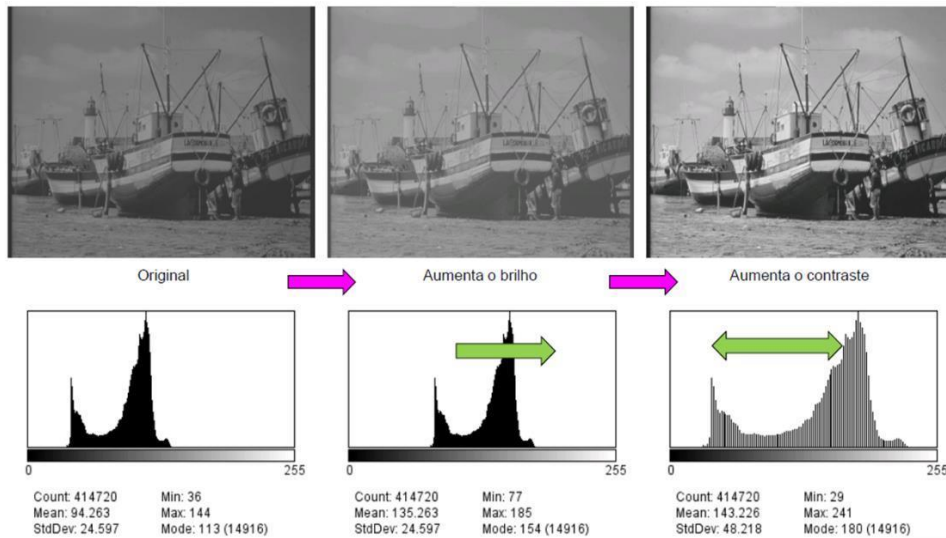 Original
Aumenta o brilho
Aumenta o contraste
0 255
0 255
0 255
Count: 414720 Min: 36
Mean: 94.263 Max: 144
StdDev: 24.597 Mode: 113 (14916)
Count: 414720 Min: 77
Mean: 135.263 Max: 185
StdDev: 24.597 Mode: 154 (14916)
Count: 414720 Min: 29
Mean: 143.226 Max: 241
StdDev: 48.218 Mode: 180 (14916)